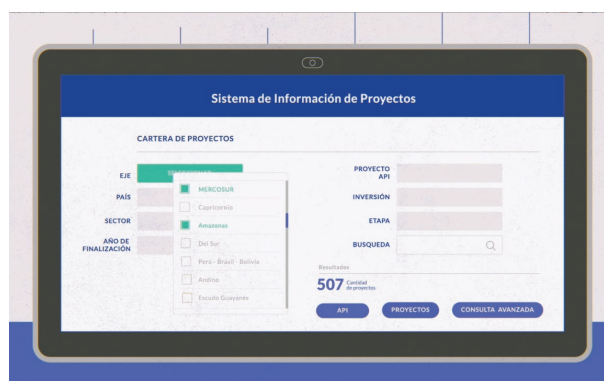 Sistema de Información de Proyectos
CARTERA DE PROYECTOS
EJE
PAÍS
SECTOR
AÑO DE
FINALIZACIÓN
MERCOSUR
Capricornio
Amazonas
Del Sur
Perú - Brasil - Bolivia
Andino
Escudo Guayanés
PROYECTO
API
INVERSIÓN
ETAPA
BUSQUEDA
Resultados
507 Cantidad
de proyectos
API
PROYECTOS
CONSULTA AVANZADA